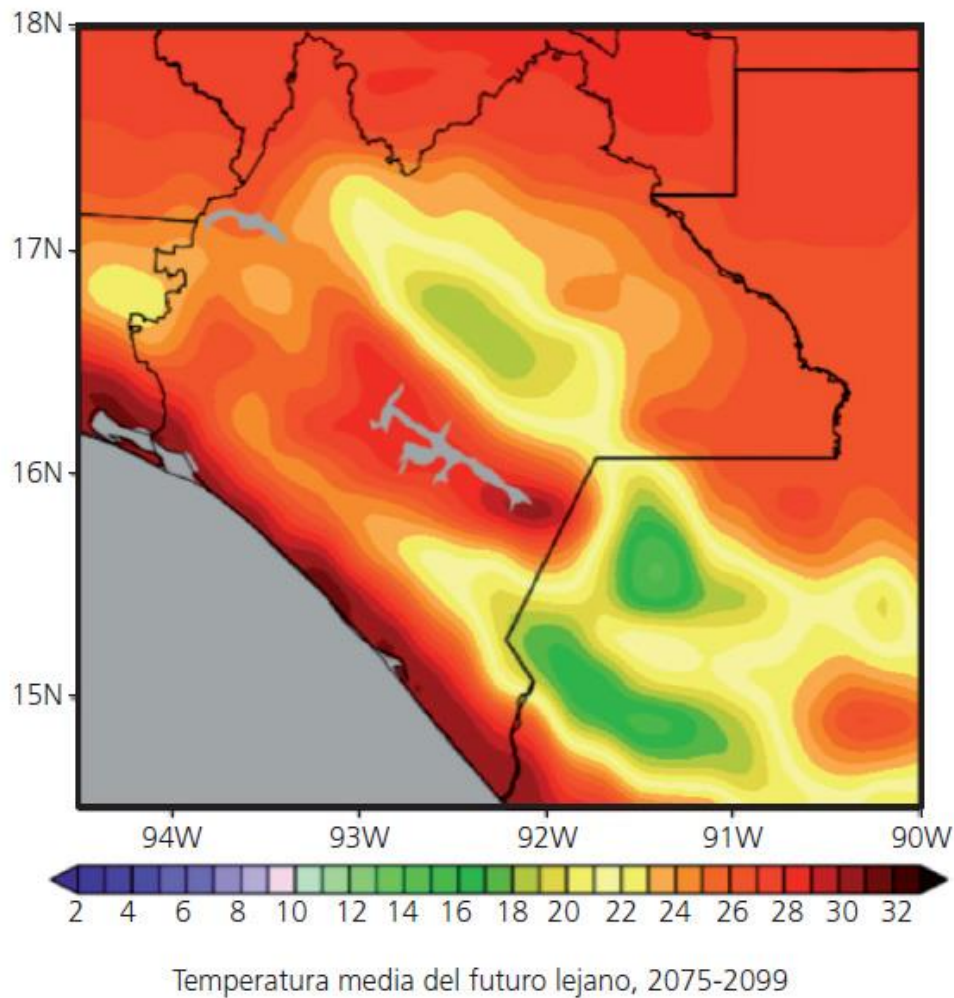 18N
17N
16N
15N
94W 93W 92W 91W 90W
2 4 6 8 10 12 14 16 18 20 22 24 26 28 30 32
Temperatura media del futuro lejano, 2075-2099